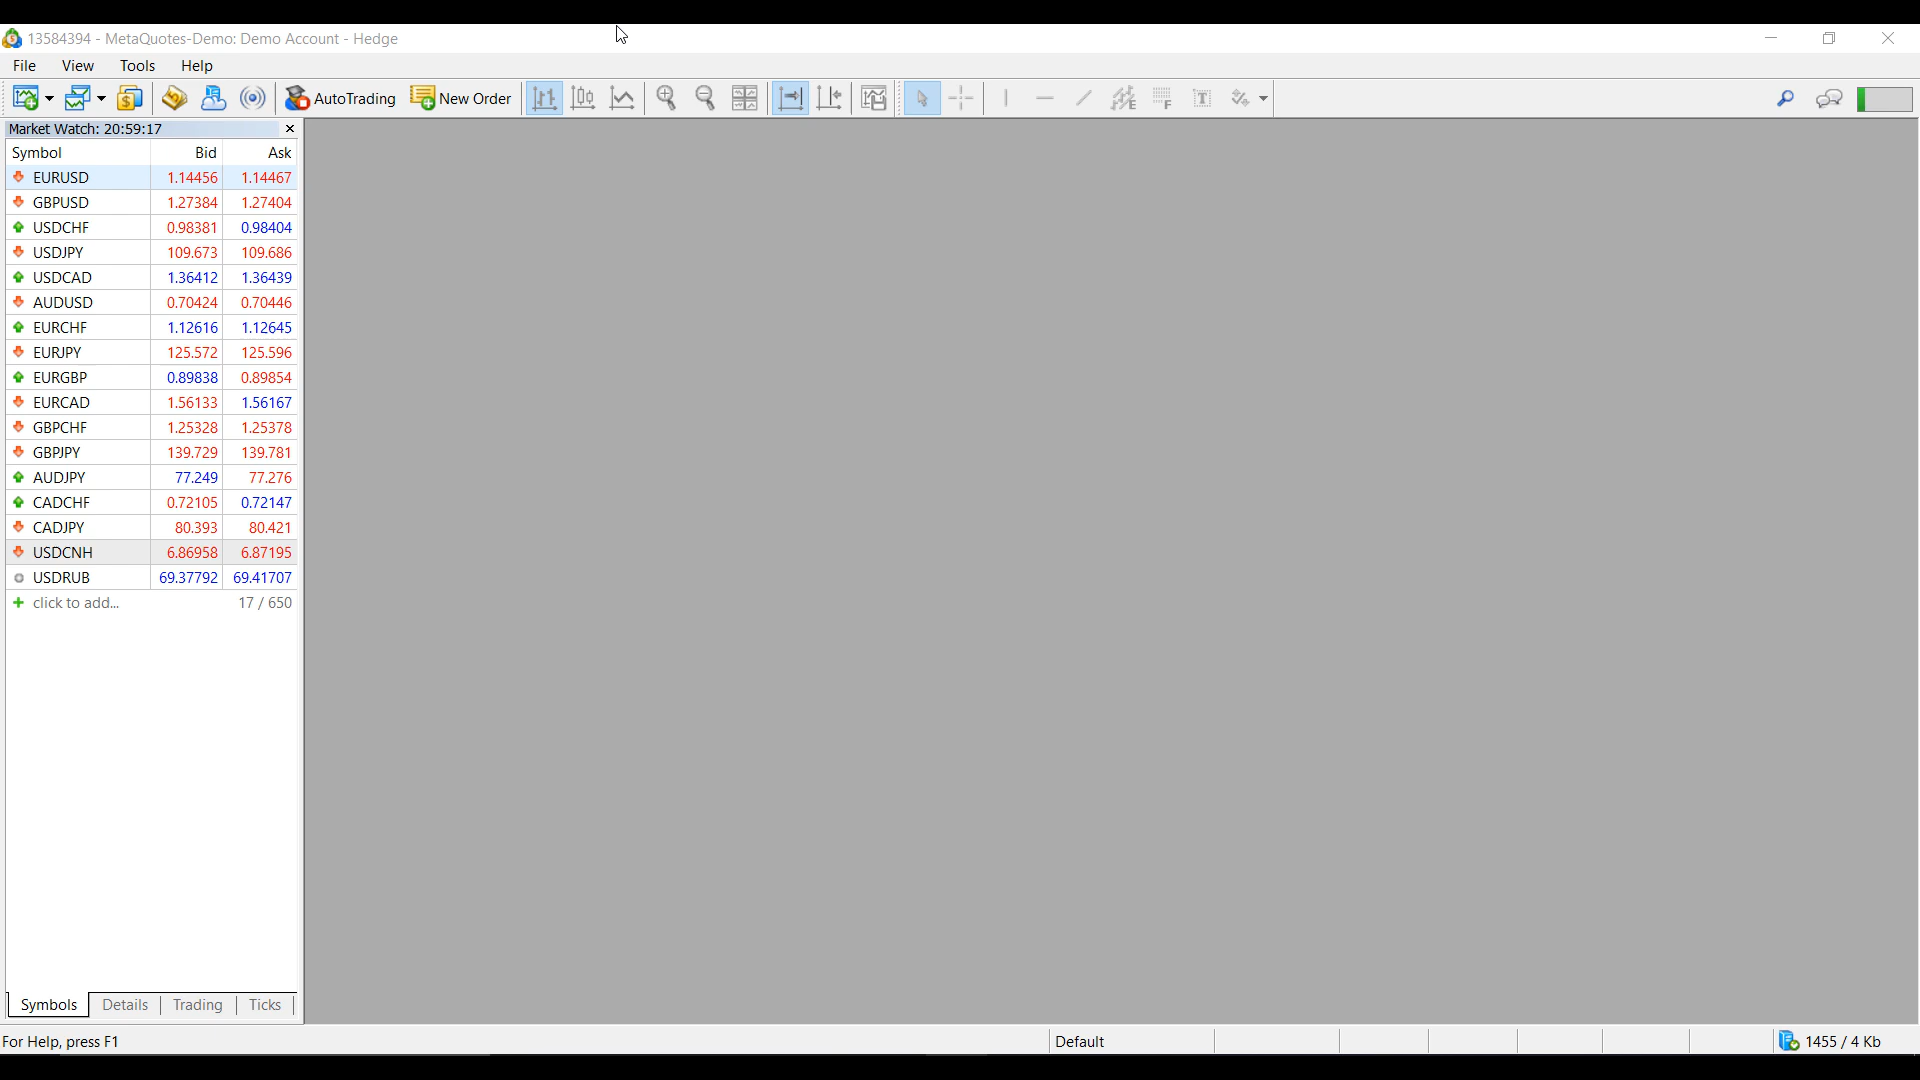 13584394 - MetaQuotes-Demo: Demo Account - Hedge
File View Tools Help
AutoTrading New Order
Market Watch: 20:59:17
Symbol Bid Ask
EURUSD 1.14456 1.14467
GBPUSD 1.27384 1.27404
USDCHF 0.98381 0.98404
USDJPY 109.673 109.686
USDCAD 1.36412 1.36439
AUDUSD 0.70424 0.70446
EURCHF 1.12616 1.12645
EURJPY 125.572 125.596
EURGBP 0.89838 0.89854
EURCAD 1.56133 1.56167
GBPCHF 1.25328 1.25378
GBPJPY 139.729 139.781
AUDJPY 77.249 77.276
CADCHF 0.72105 0.72147
CADJPY 80.393 80.421
USDCNH 6.86958 6.87195
USDRUB 69.37792 69.41707
click to add... 17 / 650
Symbols Details Trading Ticks
For Help, press F1 Default 1455 / 4 Kb